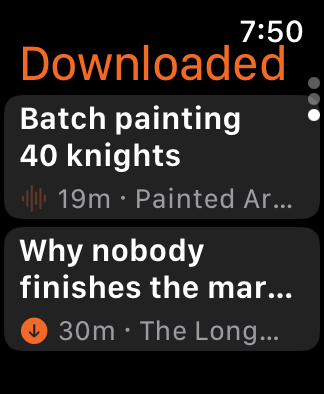 7:50
Downloaded
Batch painting
40 knights
19m · Painted Ar...
Why nobody
finishes the mar...
30m · The Long...